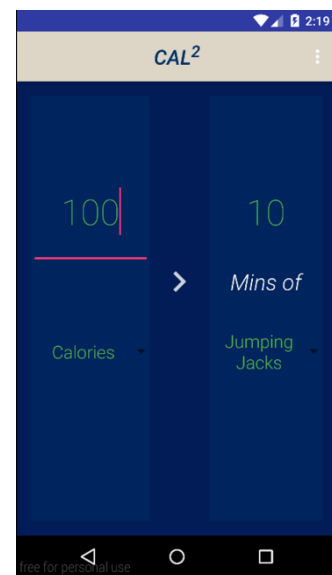 2:19
CAL²
100
10
Mins of
Calories
Jumping
Jacks
free for personal use